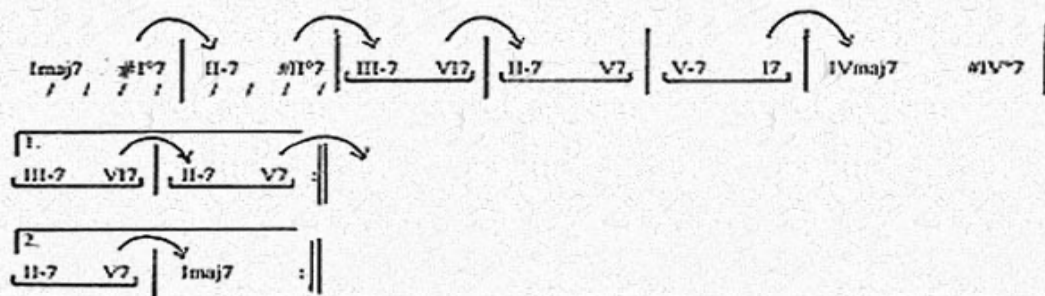 Imaj7 #I°7 II-7 #II°7 III-7 VI7 II-7 V7 V-7 I7 IVmaj7 #IV°7
1.
III-7 VI7 II-7 V7
2.
II-7 V7 Imaj7